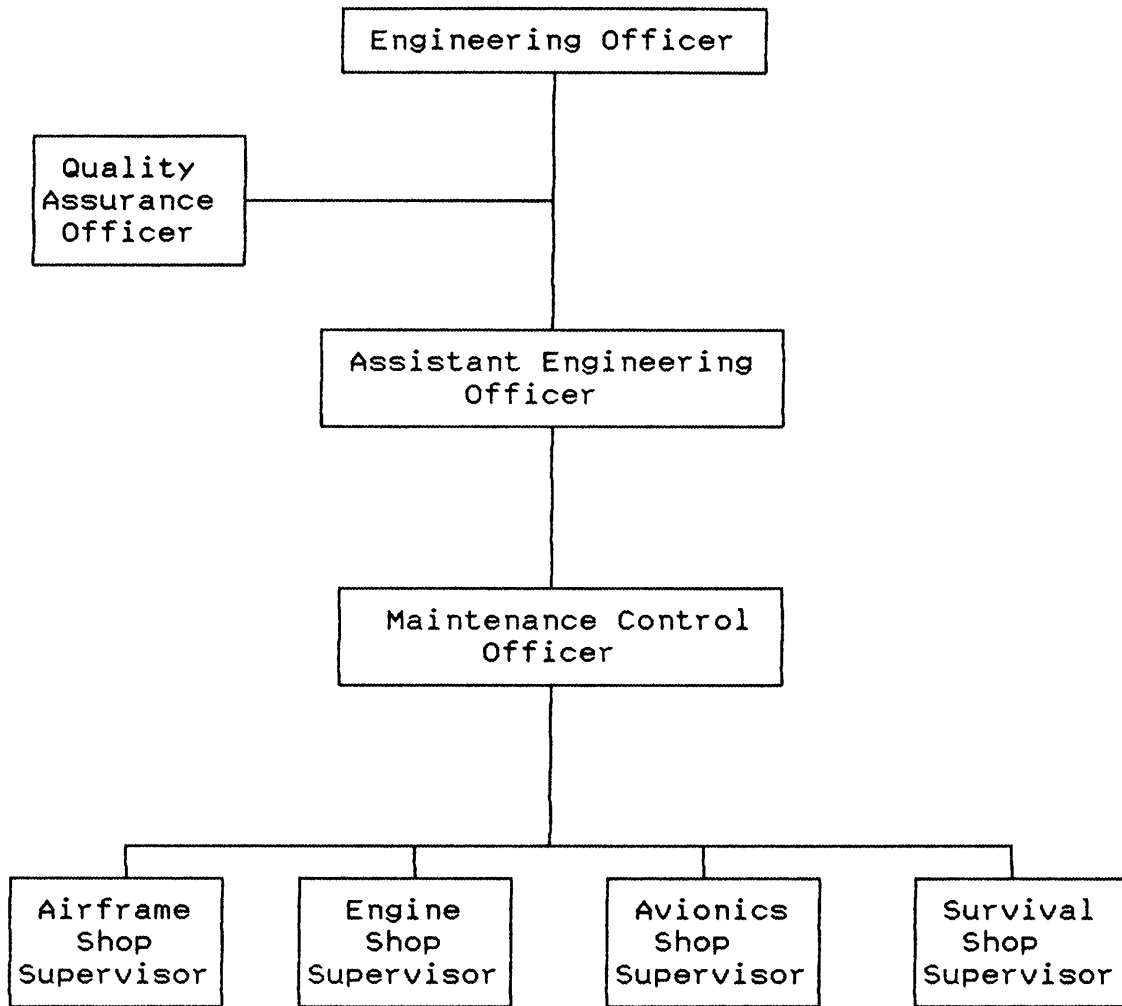 Engineering Officer
Quality
Assurance
Officer
Assistant Engineering
Officer
Maintenance Control
Officer
Airframe
Shop
Supervisor
Engine
Shop
Supervisor
Avionics
Shop
Supervisor
Survival
Shop
Supervisor